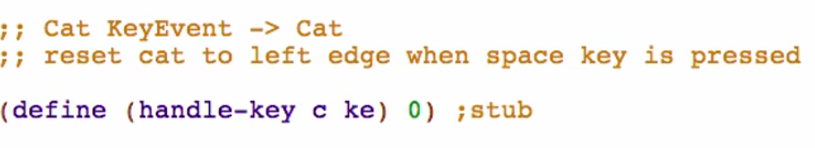 ;; Cat KeyEvent -> Cat
;; reset cat to left edge when space key is pressed
(define (handle-key c ke) 0) ;stub